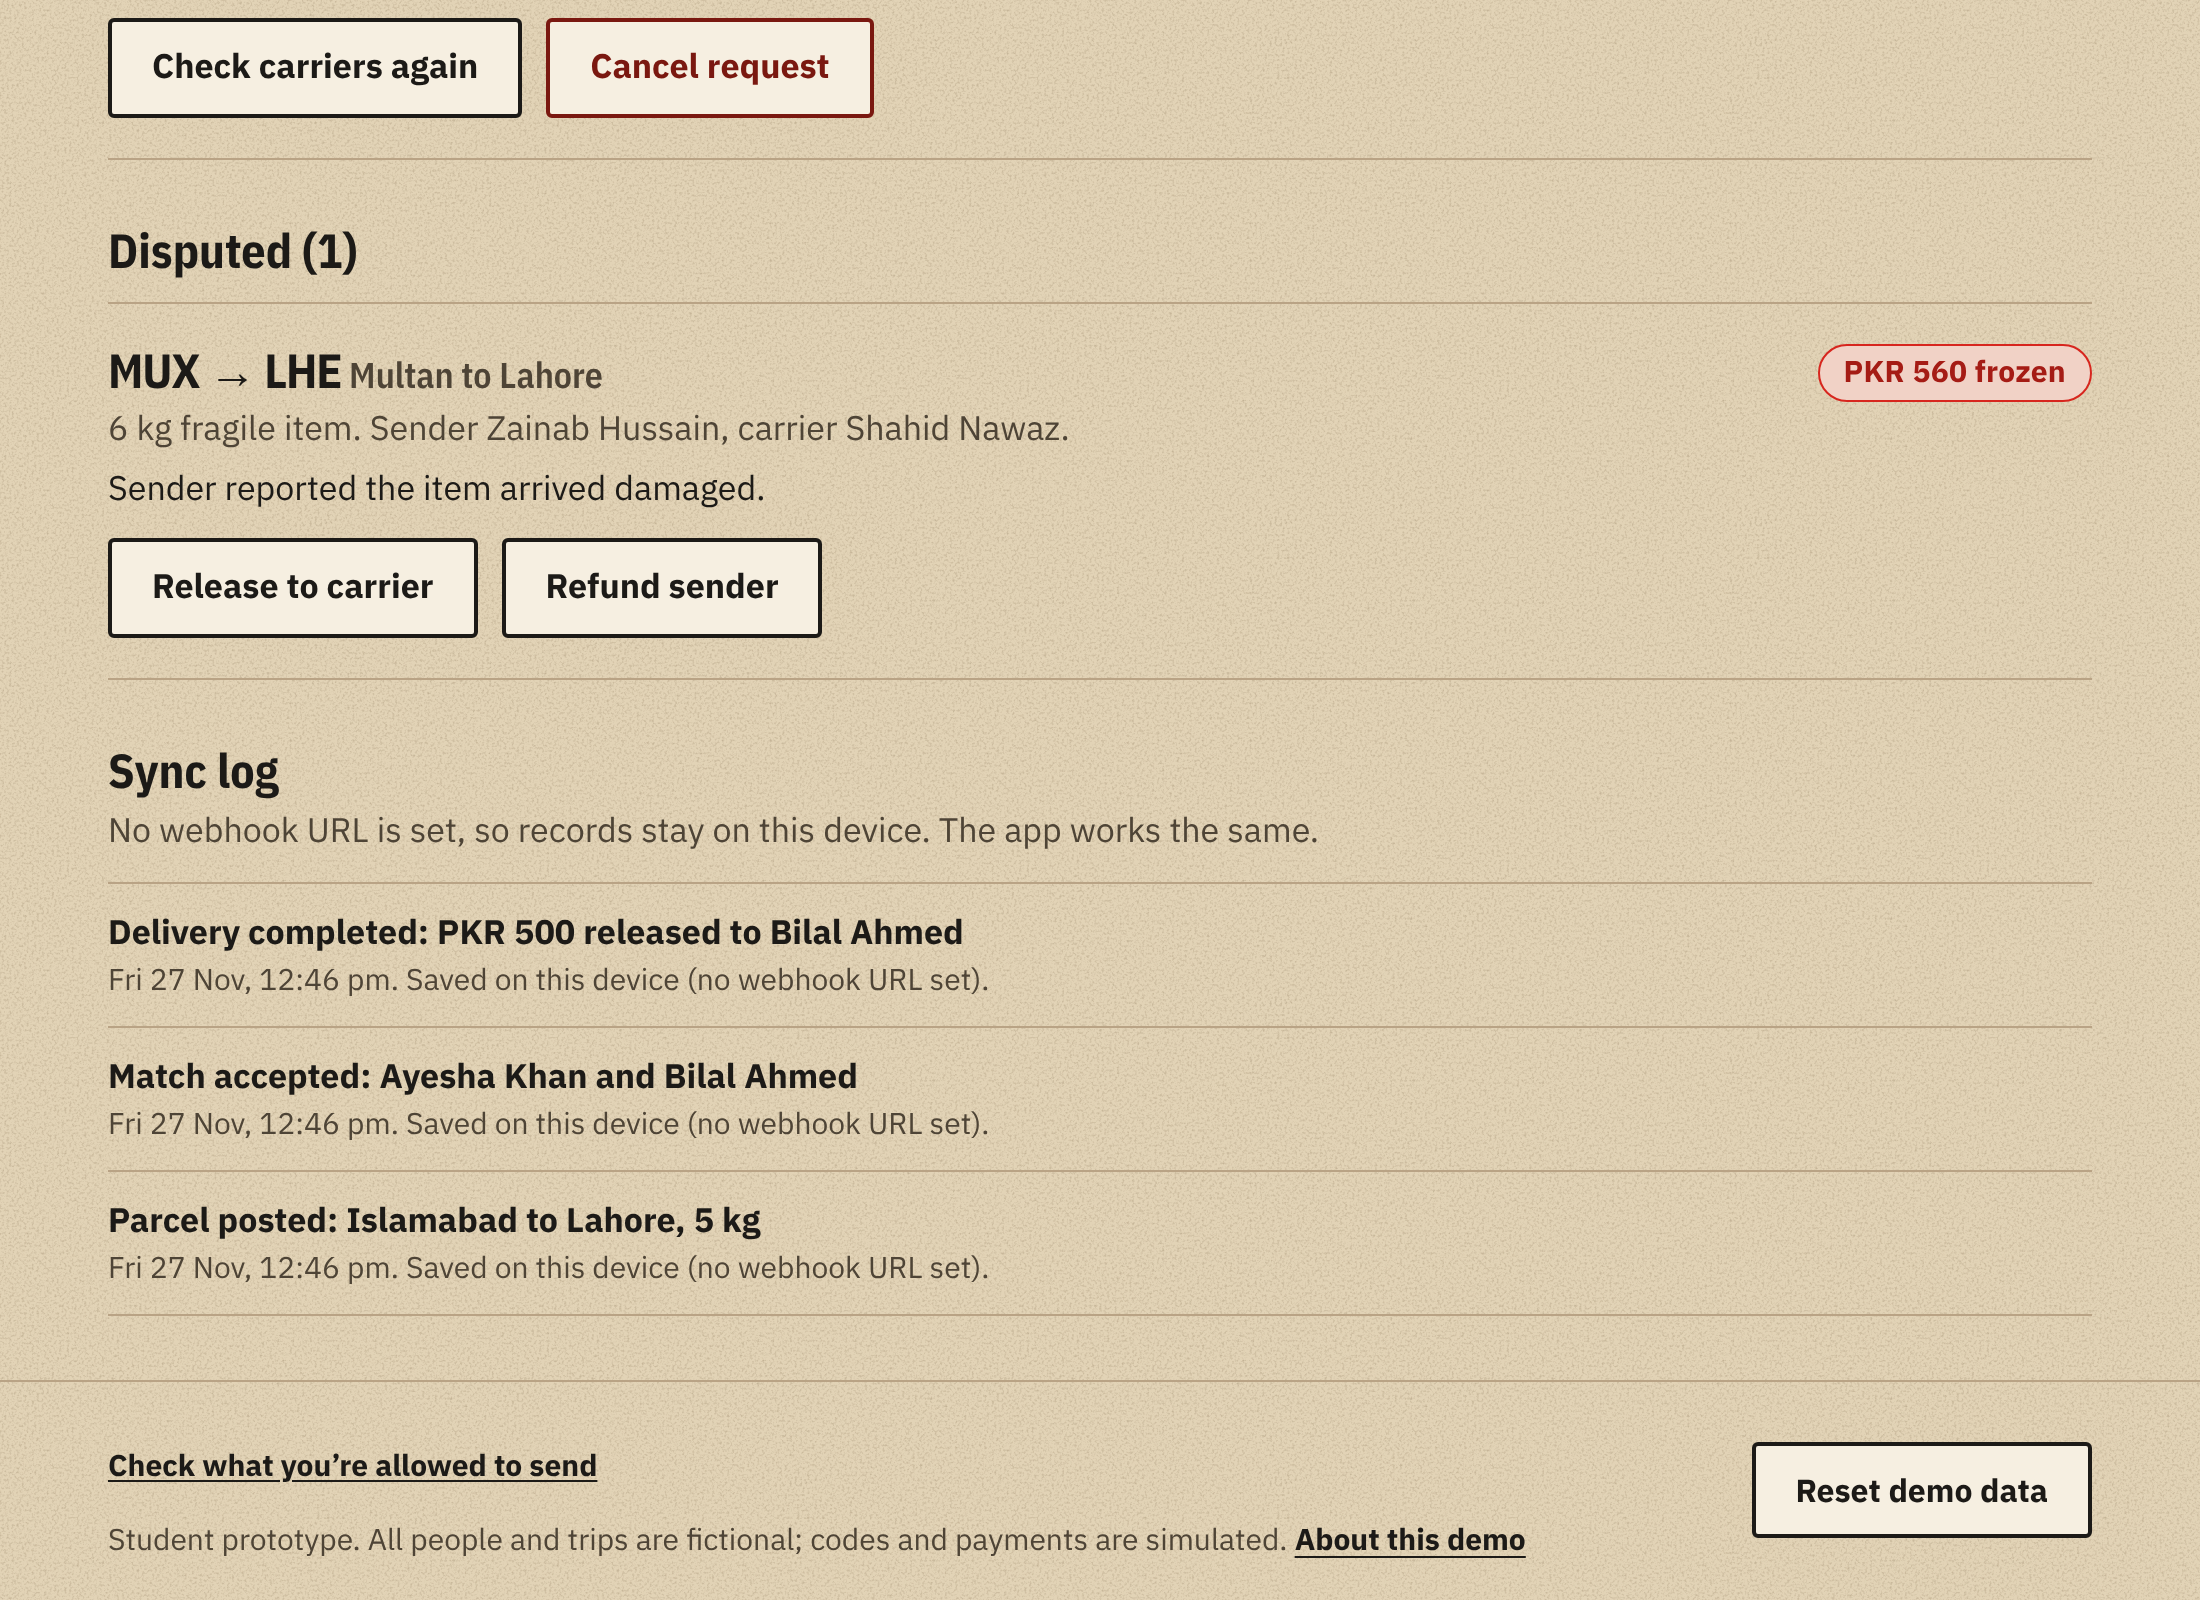 Check carriers again
Cancel request
Disputed (1)
MUX → LHE Multan to Lahore
PKR 560 frozen
6 kg fragile item. Sender Zainab Hussain, carrier Shahid Nawaz.
Sender reported the item arrived damaged.
Release to carrier
Refund sender
Sync log
No webhook URL is set, so records stay on this device. The app works the same.
Delivery completed: PKR 500 released to Bilal Ahmed
Fri 27 Nov, 12:46 pm. Saved on this device (no webhook URL set).
Match accepted: Ayesha Khan and Bilal Ahmed
Fri 27 Nov, 12:46 pm. Saved on this device (no webhook URL set).
Parcel posted: Islamabad to Lahore, 5 kg
Fri 27 Nov, 12:46 pm. Saved on this device (no webhook URL set).
Check what you’re allowed to send
Reset demo data
Student prototype. All people and trips are fictional; codes and payments are simulated. About this demo